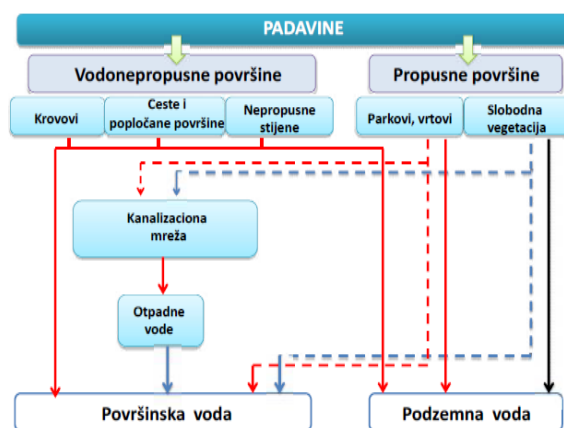 PADAVINE
Vodonepropusne površine
Propusne površine
Krovovi
Ceste i
popločane površine
Nepropusne
stijene
Parkovi, vrtovi
Slobodna
vegetacija
Kanalizaciona
mreža
Otpadne
vode
Površinska voda
Podzemna voda